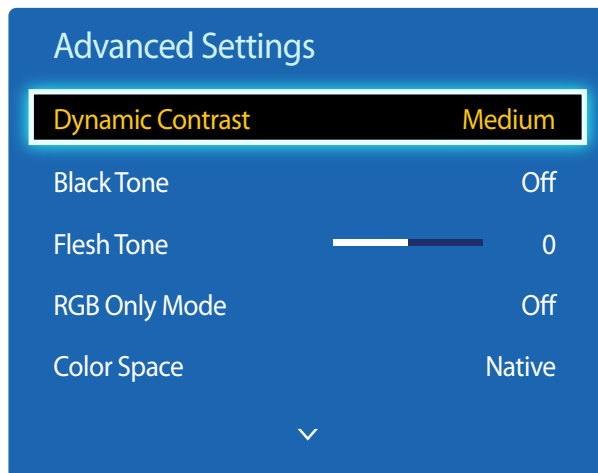 Advanced Settings
Dynamic Contrast Medium
Black Tone Off
Flesh Tone 0
RGB Only Mode Off
Color Space Native